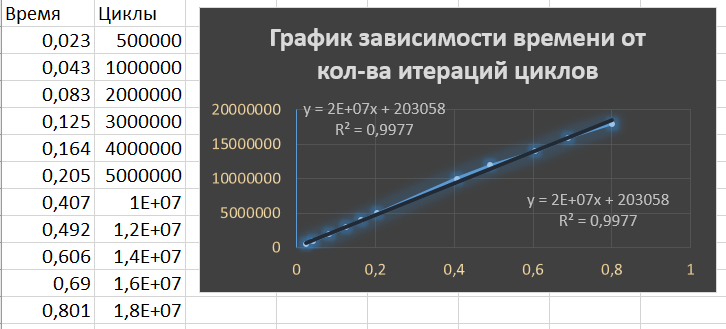 Время Циклы
0,023 500000
0,043 1000000
0,083 2000000
0,125 3000000
0,164 4000000
0,205 5000000
0,407 1E+07
0,492 1,2E+07
0,606 1,4E+07
0,69 1,6E+07
0,801 1,8E+07
График зависимости времени от
кол-ва итераций циклов
y = 2E+07x + 203058
R² = 0,9977
20000000
15000000
10000000
5000000
0
y = 2E+07x + 203058
R² = 0,9977
0 0,2 0,4 0,6 0,8 1